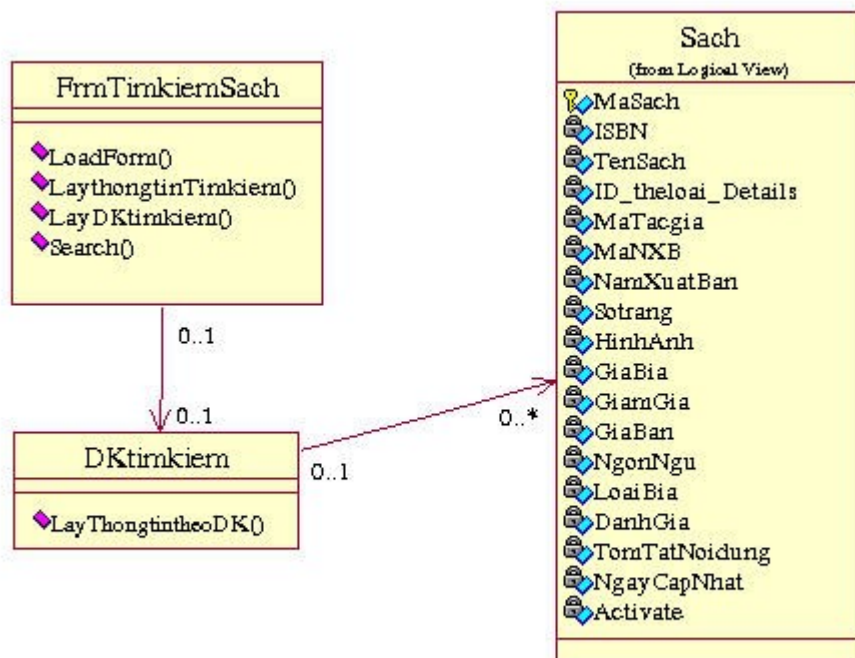 FrmTimkiemSach
LoadForm()
LaythongtinTimkiem()
LayDKtimkiem()
Search()
0..1
0..1
DKtimkiem
LayThongtintheoDK()
0..1
0..*
Sach
(from Logical View)
MaSach
ISBN
TenSach
ID_theloai_Details
MaTacgia
MaNXB
NamXuatBan
Sotrang
HinhAnh
GiaBia
GiamGia
GiaBan
NgonNgu
LoaiBia
DanhGia
TomTatNoidung
NgayCapNhat
Activate